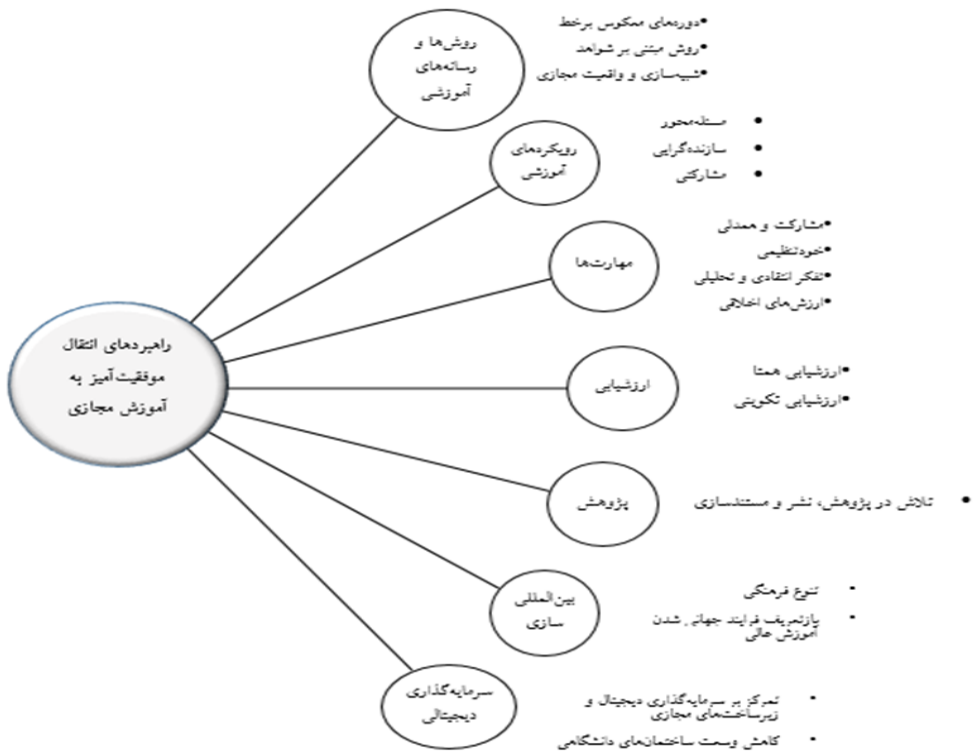 راهبردهای انتقال
موفقیت‌آمیز به
آموزش مجازی
روش‌ها و
رسانه‌های
آموزشی
•دوره‌های معکوس برخط
•روش مبتنی بر شواهد
•شبیه‌سازی و واقعیت مجازی
رویکردهای
آموزشی
• مسئله‌محور
• سازنده‌گرایی
• مشارکتی
مهارت‌ها
•مشارکت و همدلی
•خودتنظیمی
•تفکر انتقادی و تحلیلی
•ارزش‌های اخلاقی
ارزشیابی
•ارزشیابی همتا
•ارزشیابی تکوینی
پژوهش
• تلاش در پژوهش، نشر و مستندسازی
بین‌المللی
سازی
• تنوع فرهنگی
• بازتعریف فرایند جهانی شدن
آموزش عالی
سرمایه‌گذاری
دیجیتالی
• تمرکز بر سرمایه‌گذاری دیجیتال و
زیرساخت‌های مجازی
• کاهش وسعت ساختمان‌های دانشگاهی